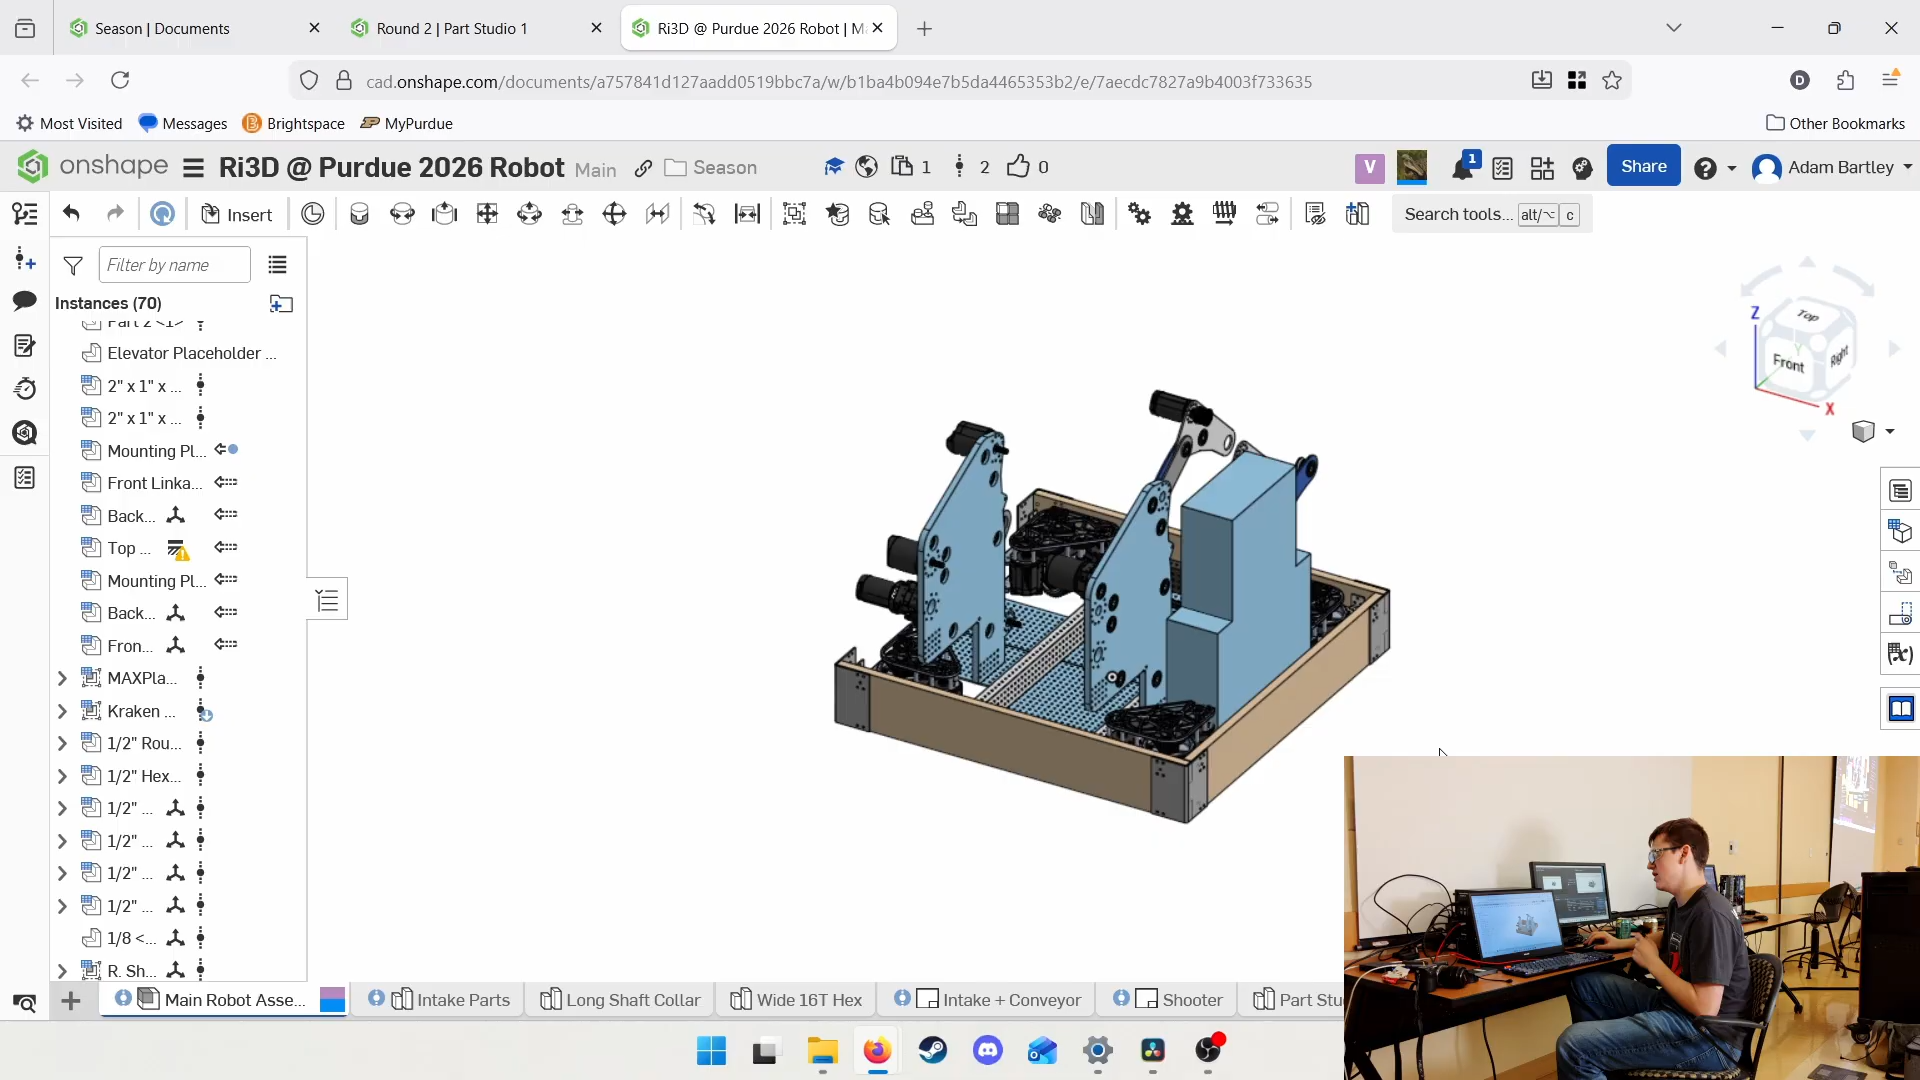 Season | Documents
Round 2 | Part Studio 1
Ri3D @ Purdue 2026 Robot | M
cad.onshape.com/documents/a757841d127aadd0519bbc7a/w/b1ba4b094e7b5da4465353b2/e/7aecdc7827a9b4003f733635
D
Most Visited
Messages
Brightspace
MyPurdue
Other Bookmarks
onshape
Ri3D @ Purdue 2026 Robot
Main
Season
1
2
0
V
1
Share
Adam Bartley
Insert
Search tools... alt/⌥ c
Filter by name
Instances (70)
Part 2 <1>
Elevator Placeholder ...
2" x 1" x ...
2" x 1" x ...
Mounting Pl...
Front Linka...
Back...
Top ...
Mounting Pl...
Back...
Fron...
MAXPla...
Kraken ...
1/2" Rou...
1/2" Hex...
1/2" ...
1/2" ...
1/2" ...
1/2" ...
1/8 <...
R. Sh...
Z
Top
Front
Right
Y
X
(x)
Main Robot Asse...
Intake Parts
Long Shaft Collar
Wide 16T Hex
Intake + Conveyor
Shooter
Part Stu